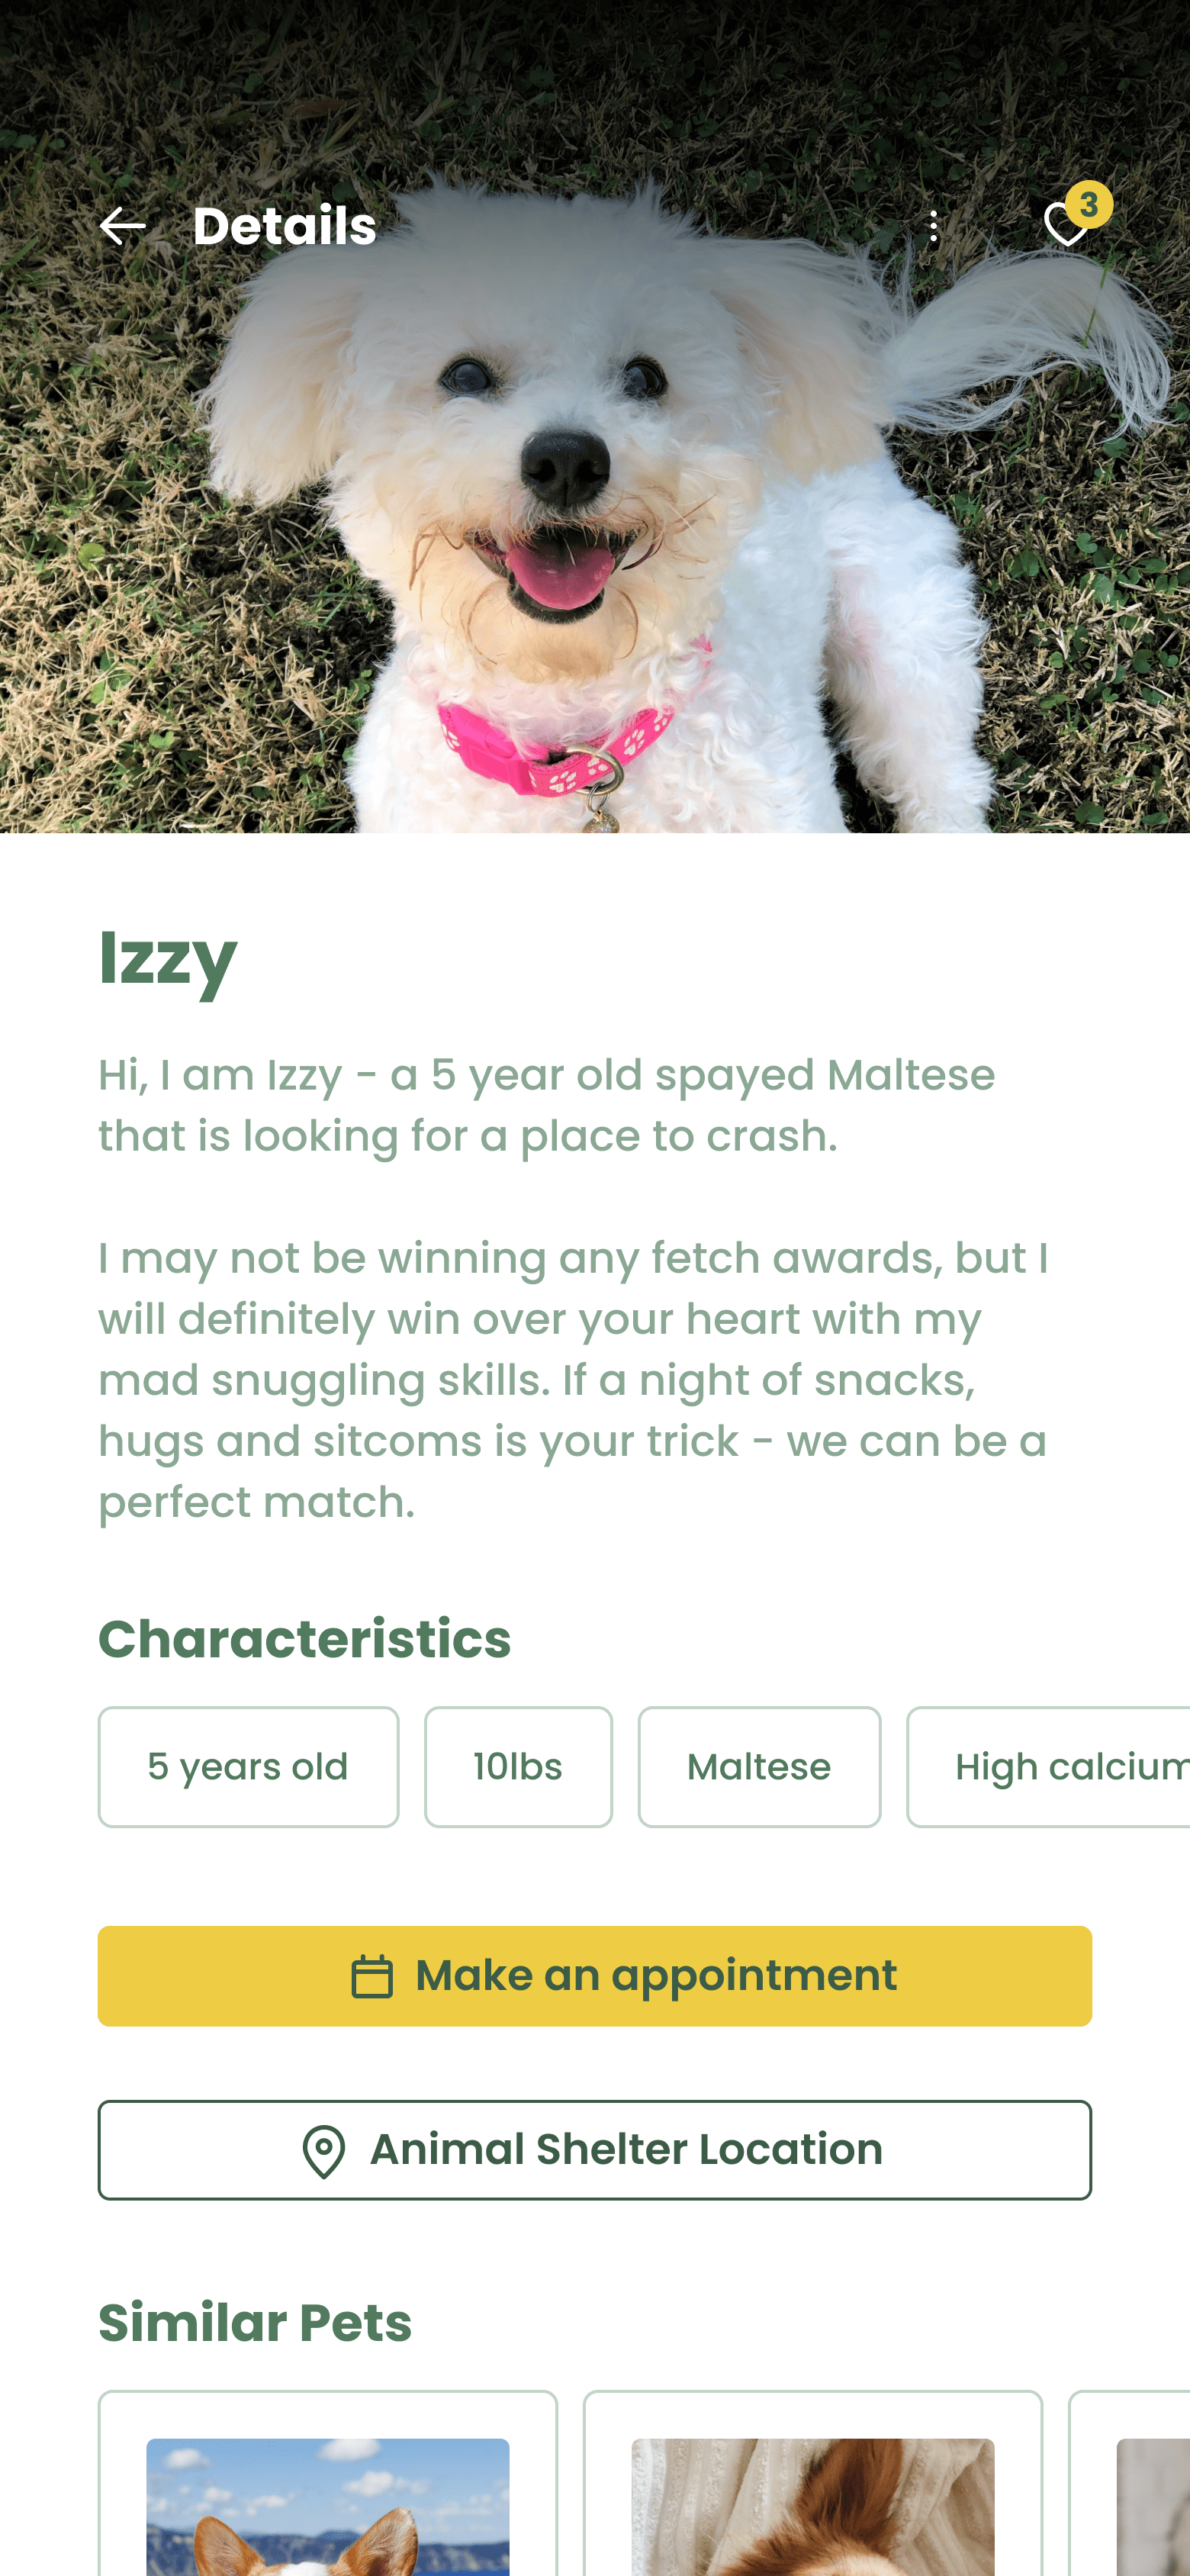 Details
3
Izzy
Hi, I am Izzy - a 5 year old spayed Maltese
that is looking for a place to crash.
I may not be winning any fetch awards, but I
will definitely win over your heart with my
mad snuggling skills. If a night of snacks,
hugs and sitcoms is your trick - we can be a
perfect match.
Characteristics
5 years old
10lbs
Maltese
High calcium
Make an appointment
Animal Shelter Location
Similar Pets